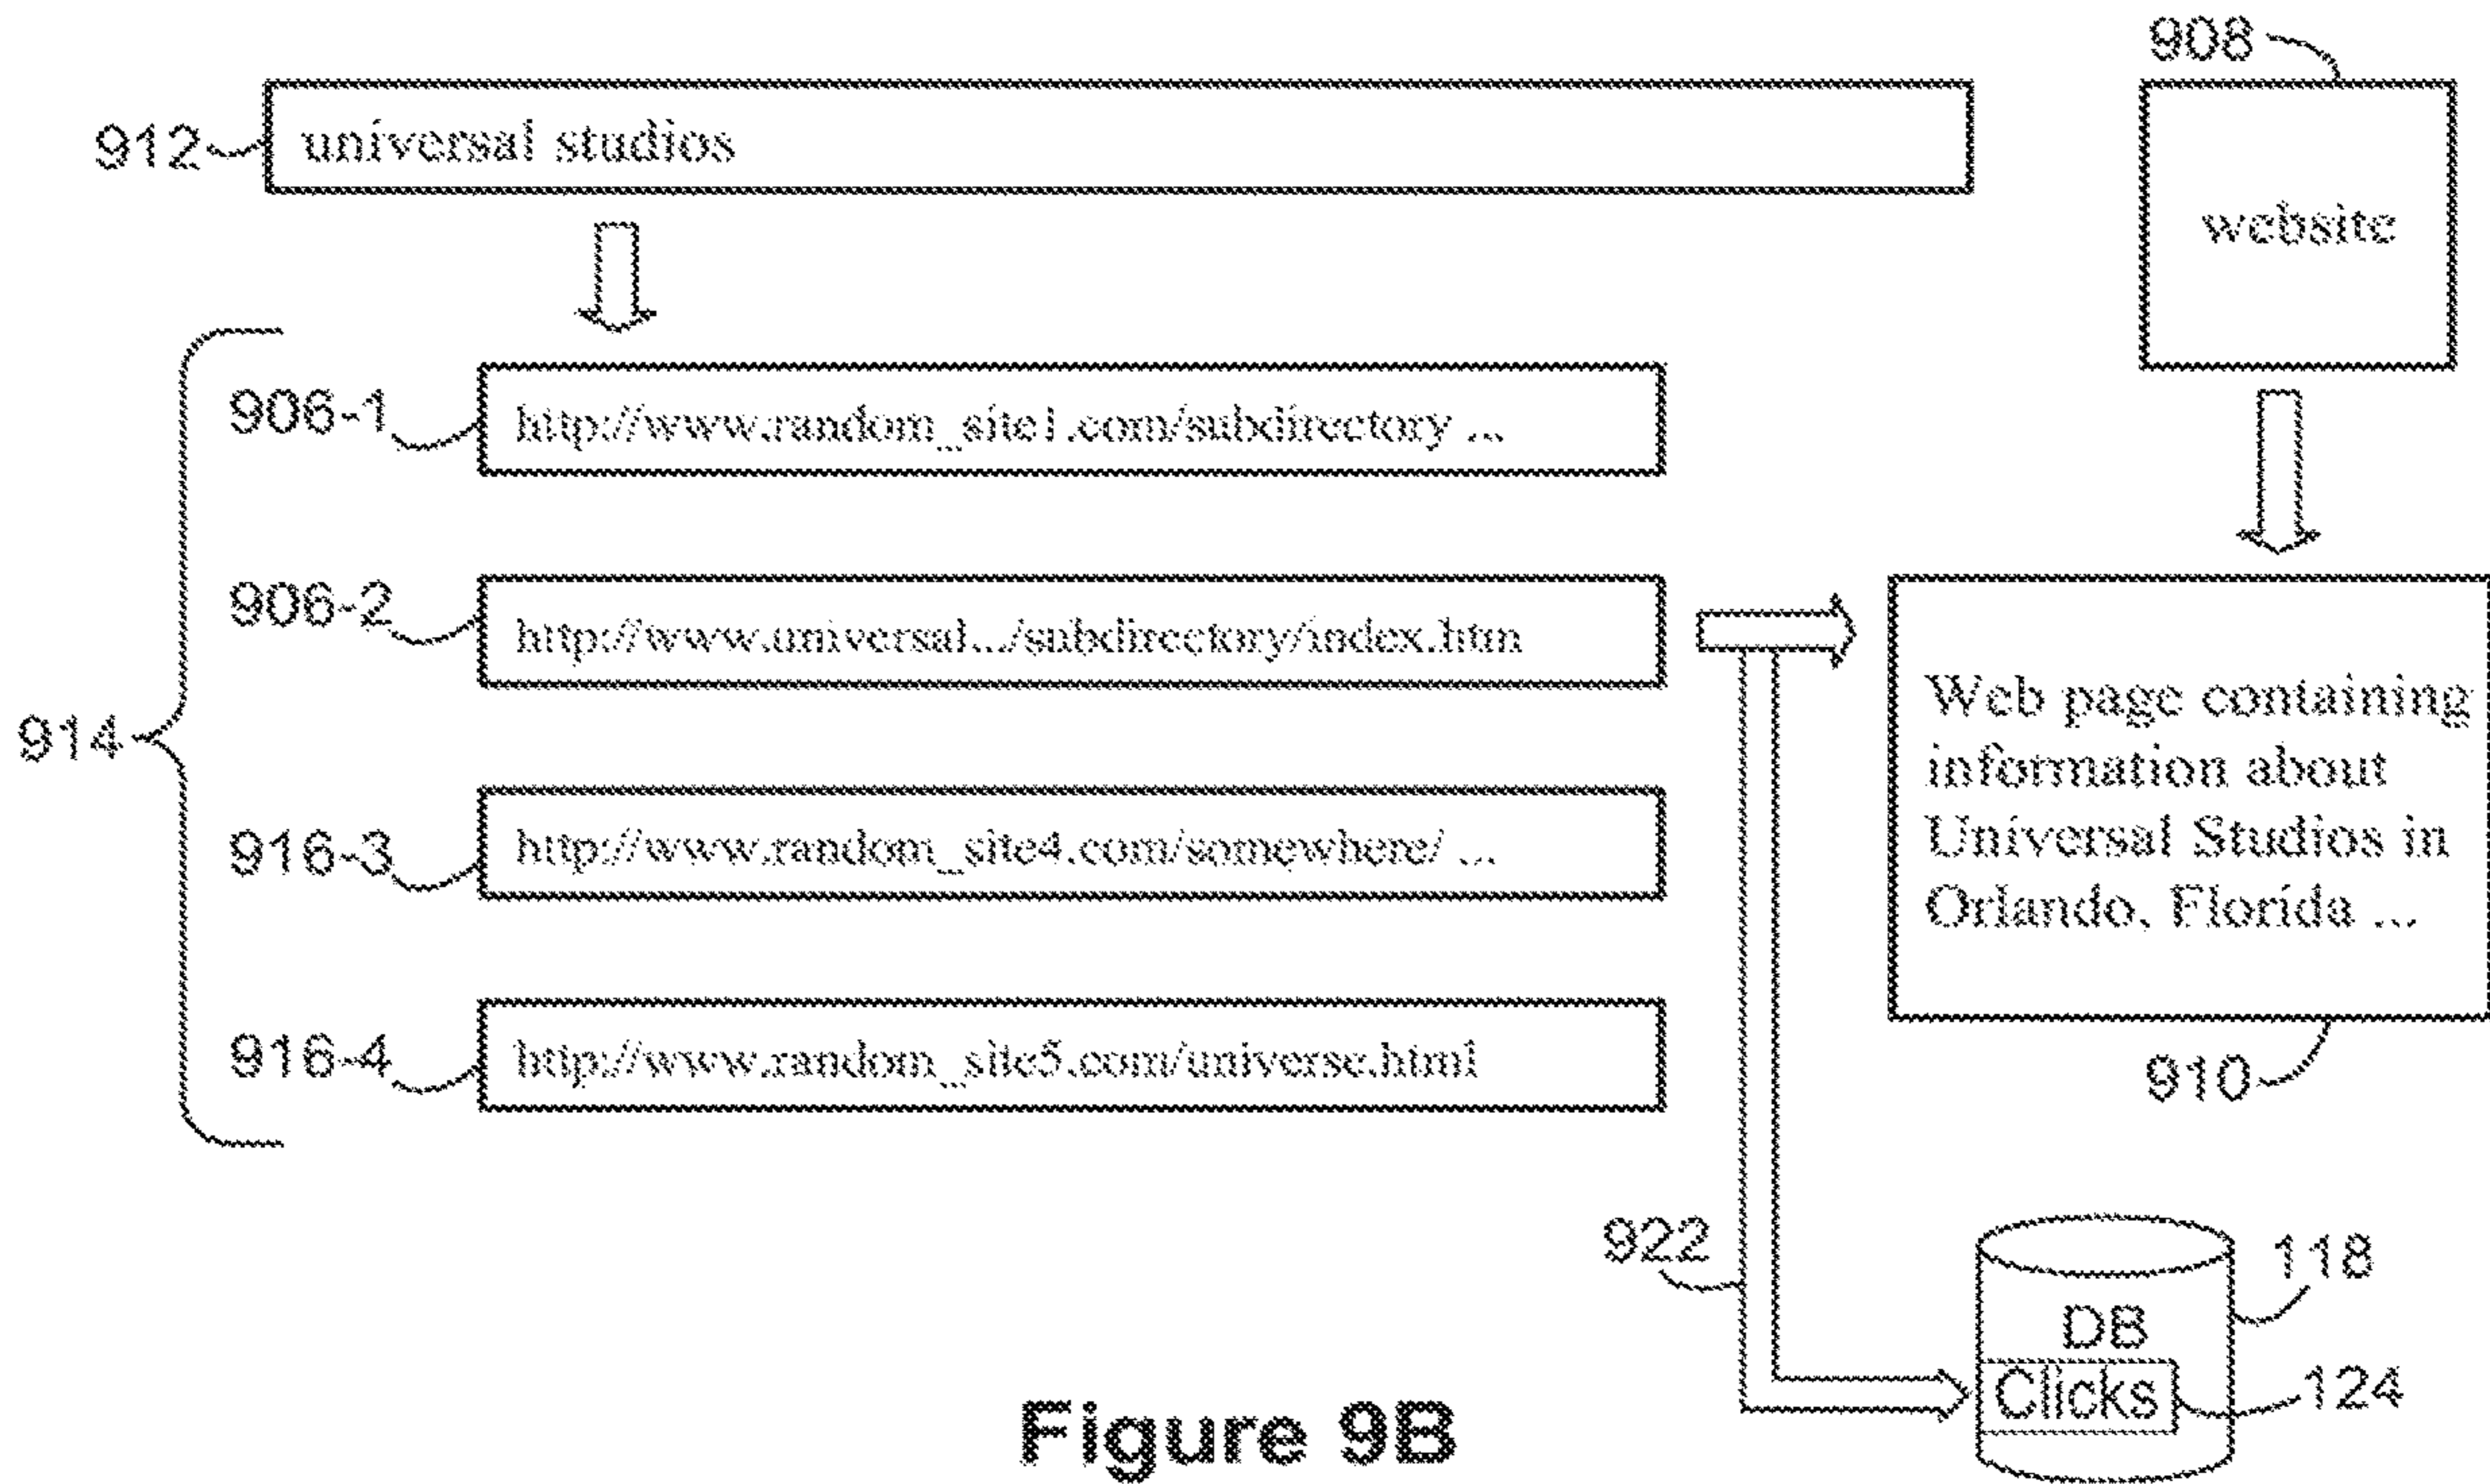 908
912
universal studios
website
906-1
http://www.random_site1.com/subdirectory ...
906-2
http://www.universal.../subdirectory/index.htm
914
Web page containing
information about
Universal Studios in
Orlando, Florida ...
916-3
http://www.random_site4.com/somewhere/ ...
916-4
http://www.random_site5.com/universe.html
910
922
118
DB
Clicks
124
Figure 9B